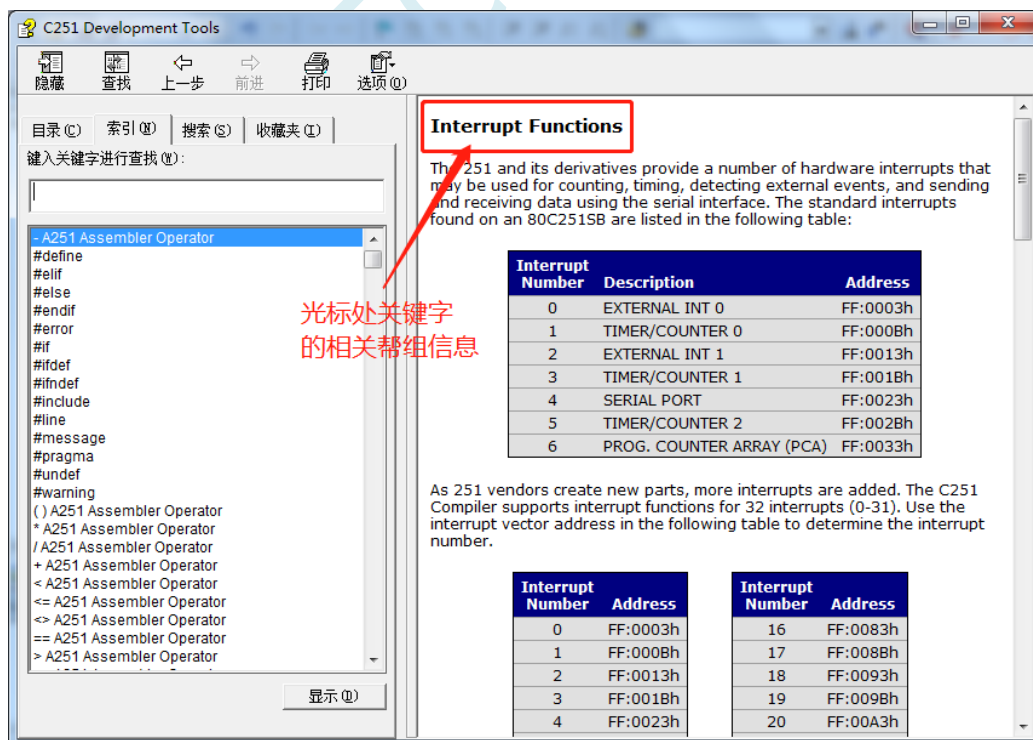 C251 Development Tools
隐藏 查找 上一步 前进 打印 选项(O)
目录(C) 索引(N) 搜索(S) 收藏夹(I)
键入关键字进行查找(W):
- A251 Assembler Operator
#define
#elif
#else
#endif
#error
#if
#ifdef
#ifndef
#include
#line
#message
#pragma
#undef
#warning
( ) A251 Assembler Operator
* A251 Assembler Operator
/ A251 Assembler Operator
+ A251 Assembler Operator
< A251 Assembler Operator
<= A251 Assembler Operator
<> A251 Assembler Operator
== A251 Assembler Operator
> A251 Assembler Operator
显示(D)
光标处关键字
的相关帮组信息
Interrupt Functions
The 251 and its derivatives provide a number of hardware interrupts that
may be used for counting, timing, detecting external events, and sending
and receiving data using the serial interface. The standard interrupts
found on an 80C251SB are listed in the following table:
Interrupt
Number Description Address
0 EXTERNAL INT 0 FF:0003h
1 TIMER/COUNTER 0 FF:000Bh
2 EXTERNAL INT 1 FF:0013h
3 TIMER/COUNTER 1 FF:001Bh
4 SERIAL PORT FF:0023h
5 TIMER/COUNTER 2 FF:002Bh
6 PROG. COUNTER ARRAY (PCA) FF:0033h
As 251 vendors create new parts, more interrupts are added. The C251
Compiler supports interrupt functions for 32 interrupts (0-31). Use the
interrupt vector address in the following table to determine the interrupt
number.
Interrupt Interrupt
Number Address Number Address
0 FF:0003h 16 FF:0083h
1 FF:000Bh 17 FF:008Bh
2 FF:0013h 18 FF:0093h
3 FF:001Bh 19 FF:009Bh
4 FF:0023h 20 FF:00A3h